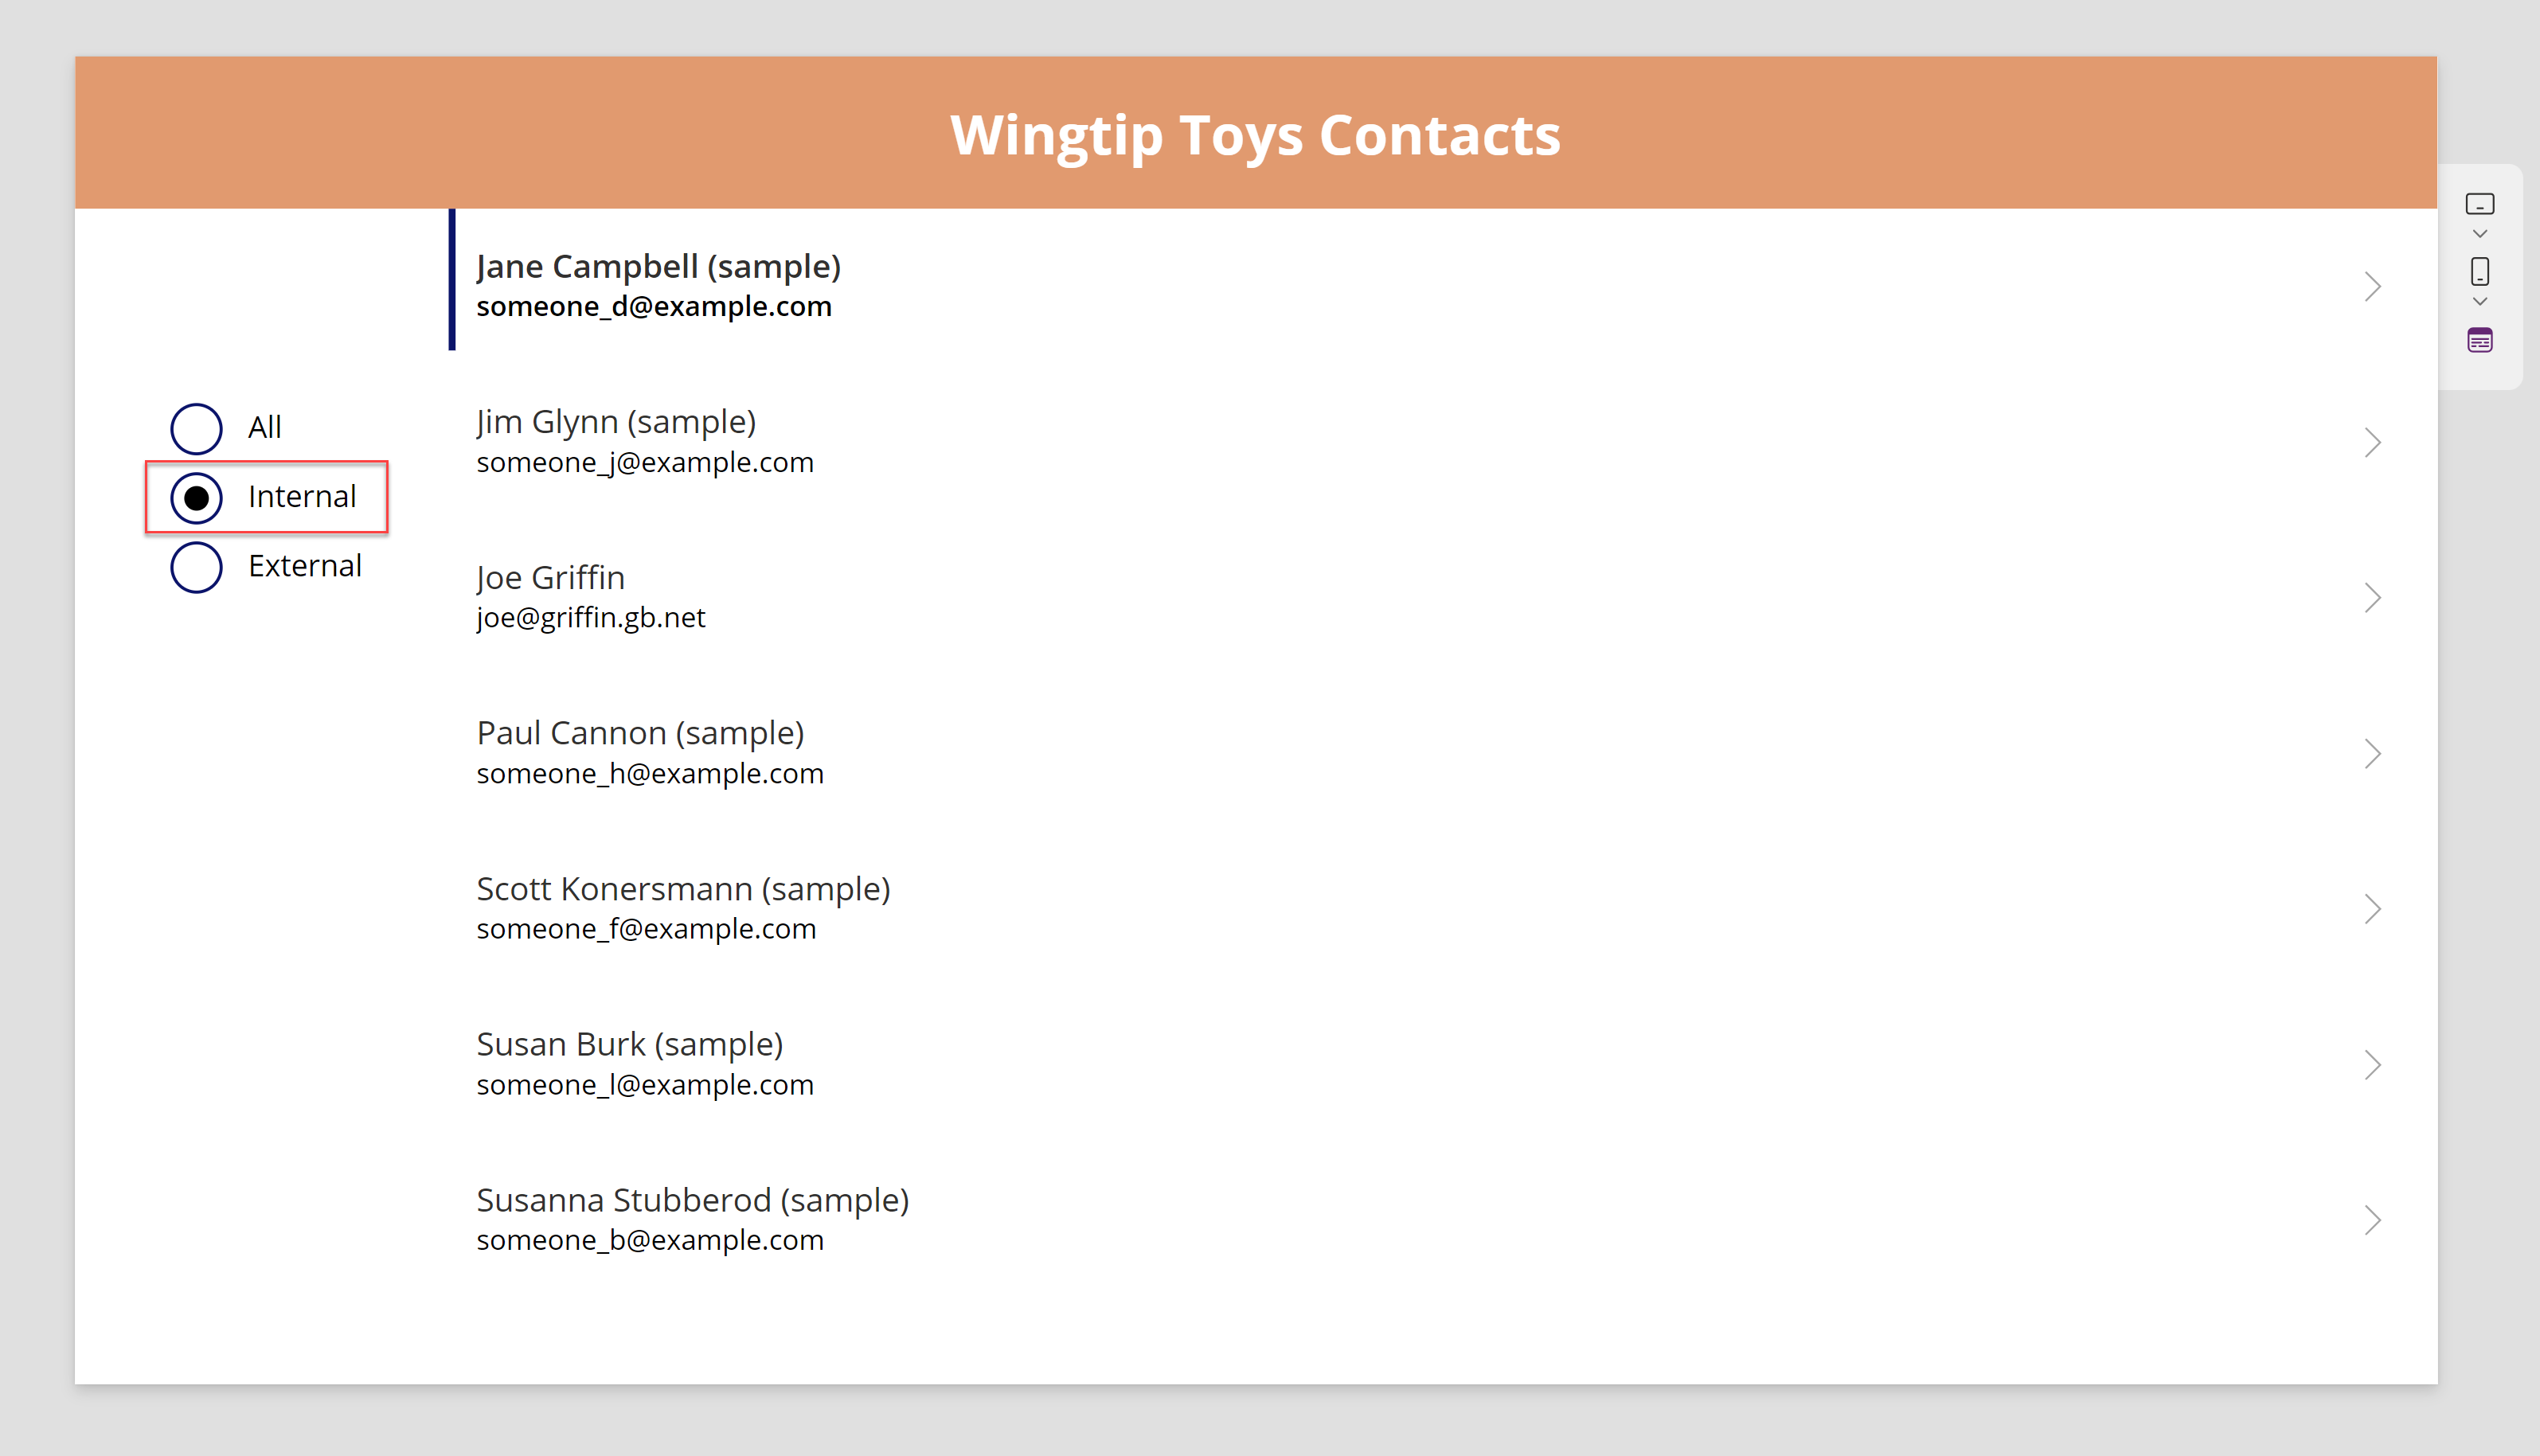 Wingtip Toys Contacts
All
Internal
External
Jane Campbell (sample)
someone_d@example.com
Jim Glynn (sample)
someone_j@example.com
Joe Griffin
joe@griffin.gb.net
Paul Cannon (sample)
someone_h@example.com
Scott Konersmann (sample)
someone_f@example.com
Susan Burk (sample)
someone_l@example.com
Susanna Stubberod (sample)
someone_b@example.com